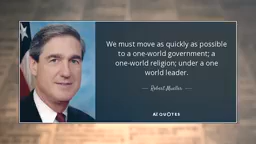 We must move as quickly as possible
to a one-world government; a
one-world religion; under a one
world leader.
Robert Mueller
AZ QUOTES